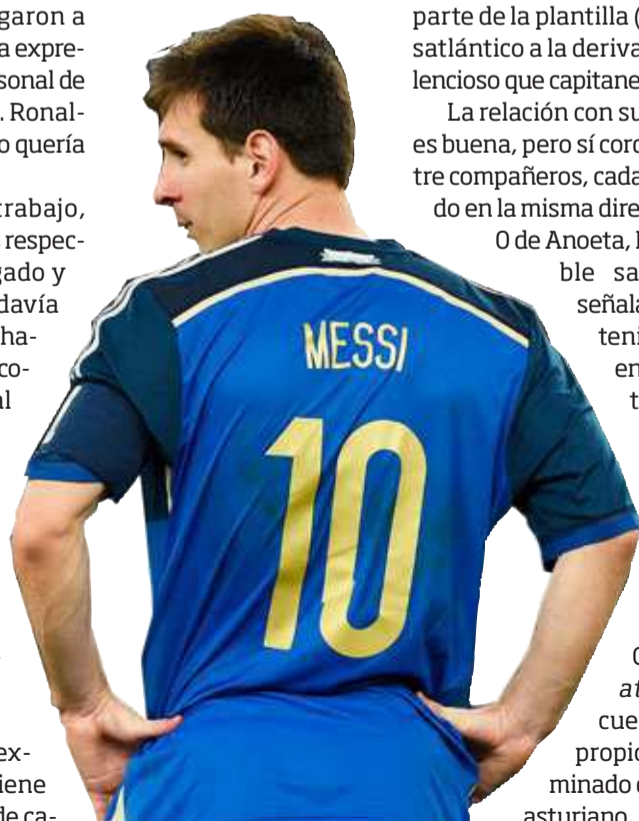 garon a
a expre-
sonal de
. Ronal-
o quería
trabajo,
respec-
gado y
davía
ha-
co-
al
ex-
iene
de ca-
MESSI
10
parte de la plantilla (
satlántico a la deriva
lencioso que capitane
La relación con su
es buena, pero sí cord
tre compañeros, cada
do en la misma dire
0 de Anoeta,
ble sa
señala
teni
en
t
at
cue
propio
minado
asturiano